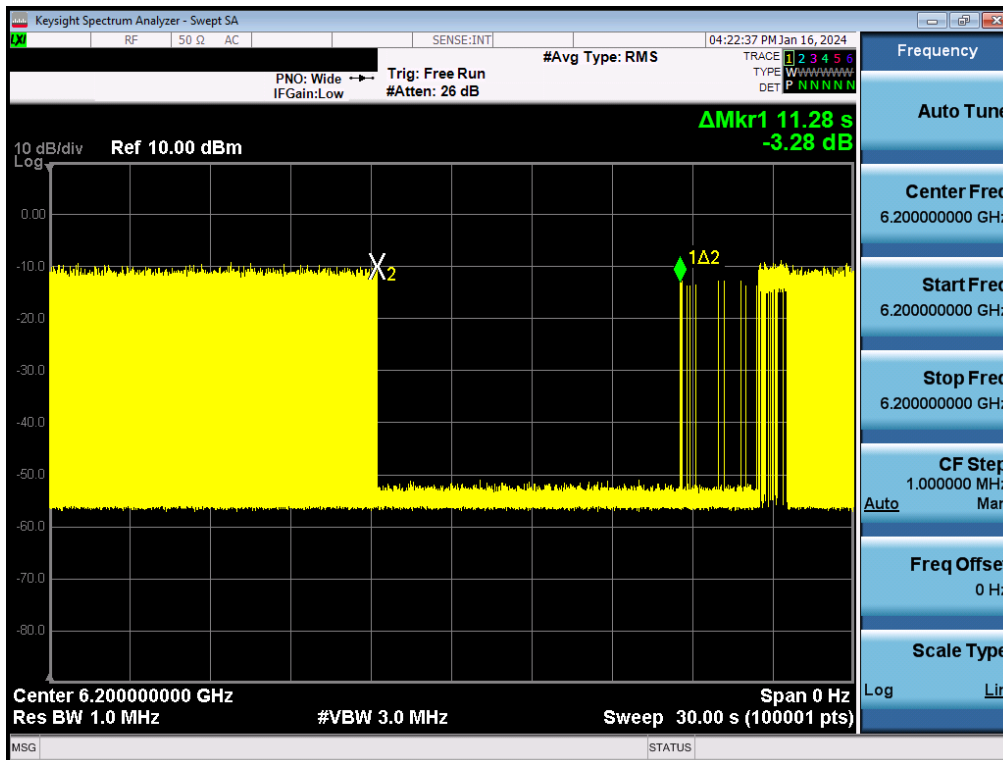 Keysight Spectrum Analyzer - Swept SA
LXI RF 50 Ω AC SENSE:INT 04:22:37 PM Jan 16, 2024
#Avg Type: RMS
TRACE 1 2 3 4 5 6
TYPE WWWWWW
DET P N N N N N
PNO: Wide
IFGain:Low
Trig: Free Run
#Atten: 26 dB
ΔMkr1 11.28 s
-3.28 dB
10 dB/div
Log
Ref 10.00 dBm
0.00
-10.0
-20.0
-30.0
-40.0
-50.0
-60.0
-70.0
-80.0
2
1Δ2
Center 6.200000000 GHz
Span 0 Hz
Res BW 1.0 MHz
#VBW 3.0 MHz
Sweep 30.00 s (100001 pts)
MSG
STATUS
Frequency
Auto Tune
Center Freq
6.200000000 GHz
Start Freq
6.200000000 GHz
Stop Freq
6.200000000 GHz
CF Step
1.000000 MHz
Auto Man
Freq Offset
0 Hz
Scale Type
Log Lin